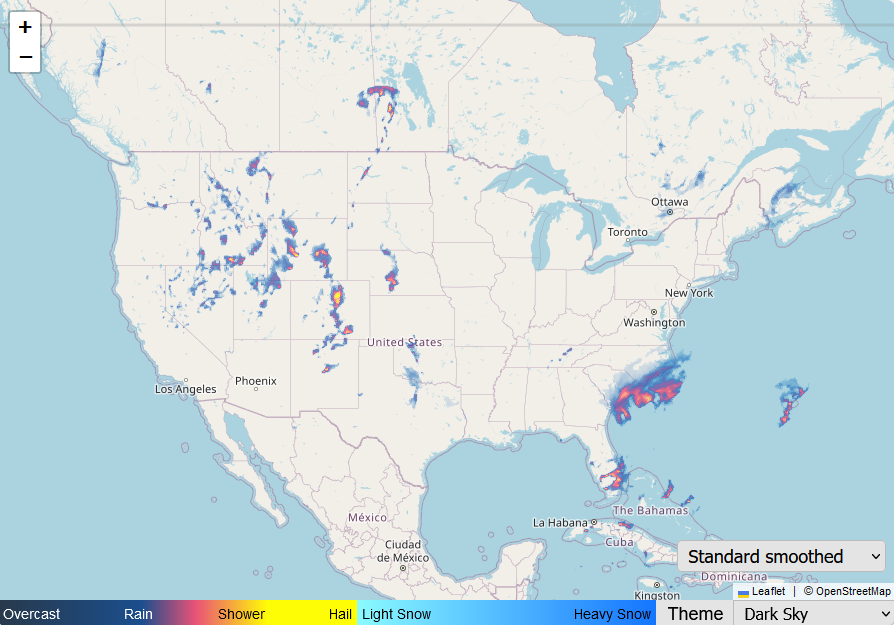 +
−
Ottawa
Toronto
New York
Washington
United States
Los Angeles
Phoenix
México
Ciudad
de México
La Habana
The Bahamas
Cuba
Standard smoothed
Dominicana
Kingston
Leaflet | © OpenStreetMap
Overcast Rain Shower Hail Light Snow Heavy Snow Theme Dark Sky